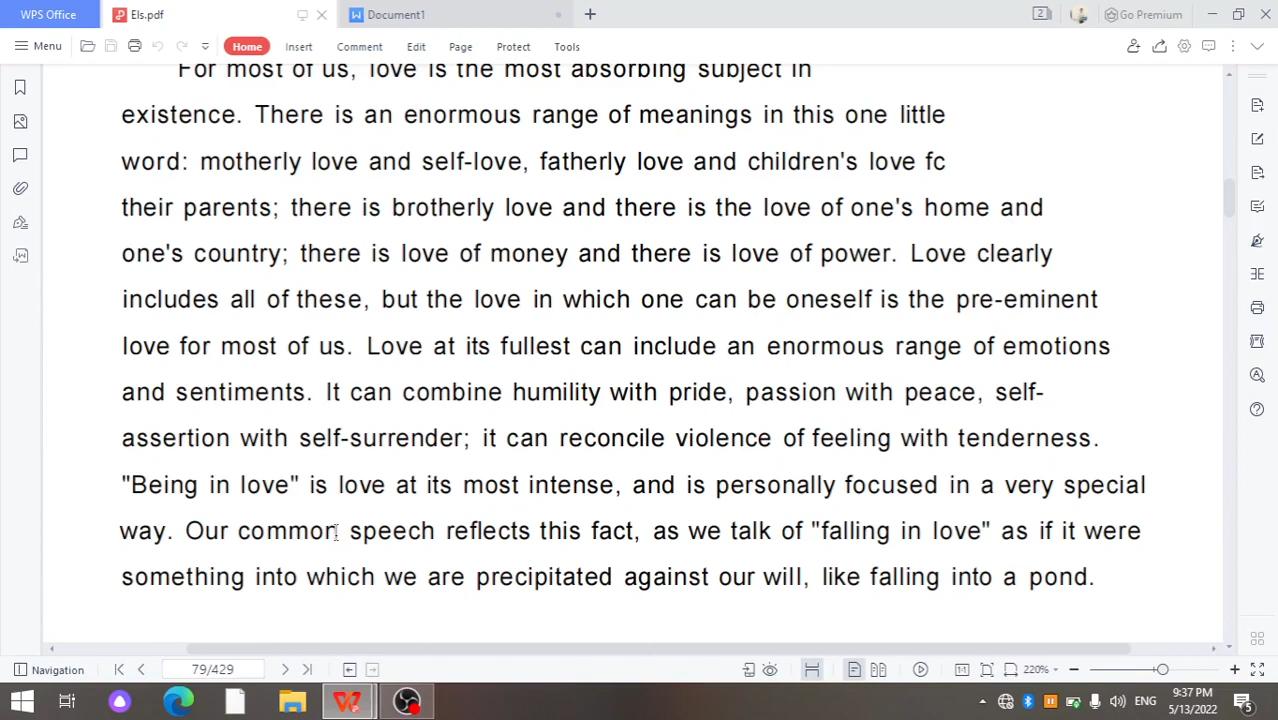 WPS Office
Els.pdf
Document1
Go Premium
Menu
Home
Insert
Comment
Edit
Page
Protect
Tools
For most of us, love is the most absorbing subject in
existence. There is an enormous range of meanings in this one little
word: motherly love and self-love, fatherly love and children's love fc
their parents; there is brotherly love and there is the love of one's home and
one's country; there is love of money and there is love of power. Love clearly
includes all of these, but the love in which one can be oneself is the pre-eminent
love for most of us. Love at its fullest can include an enormous range of emotions
and sentiments. It can combine humility with pride, passion with peace, self-
assertion with self-surrender; it can reconcile violence of feeling with tenderness.
"Being in love" is love at its most intense, and is personally focused in a very special
way. Our common speech reflects this fact, as we talk of "falling in love" as if it were
something into which we are precipitated against our will, like falling into a pond.
Navigation
79/429
220%
ENG
9:37 PM
5/13/2022
5